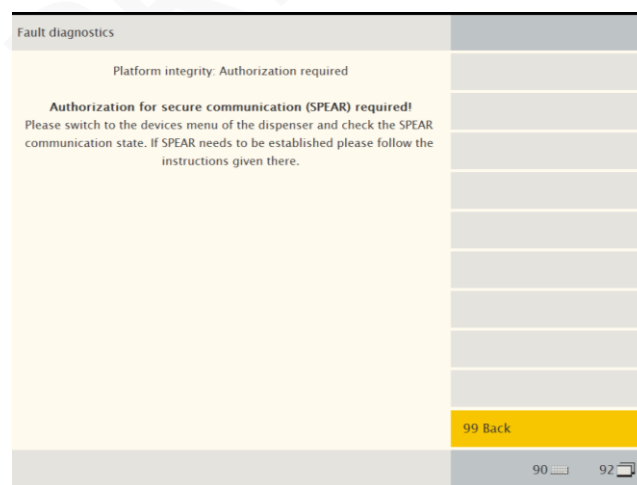 Fault diagnostics
Platform integrity: Authorization required
Authorization for secure communication (SPEAR) required!
Please switch to the devices menu of the dispenser and check the SPEAR
communication state. If SPEAR needs to be established please follow the
instructions given there.
99 Back
90 92